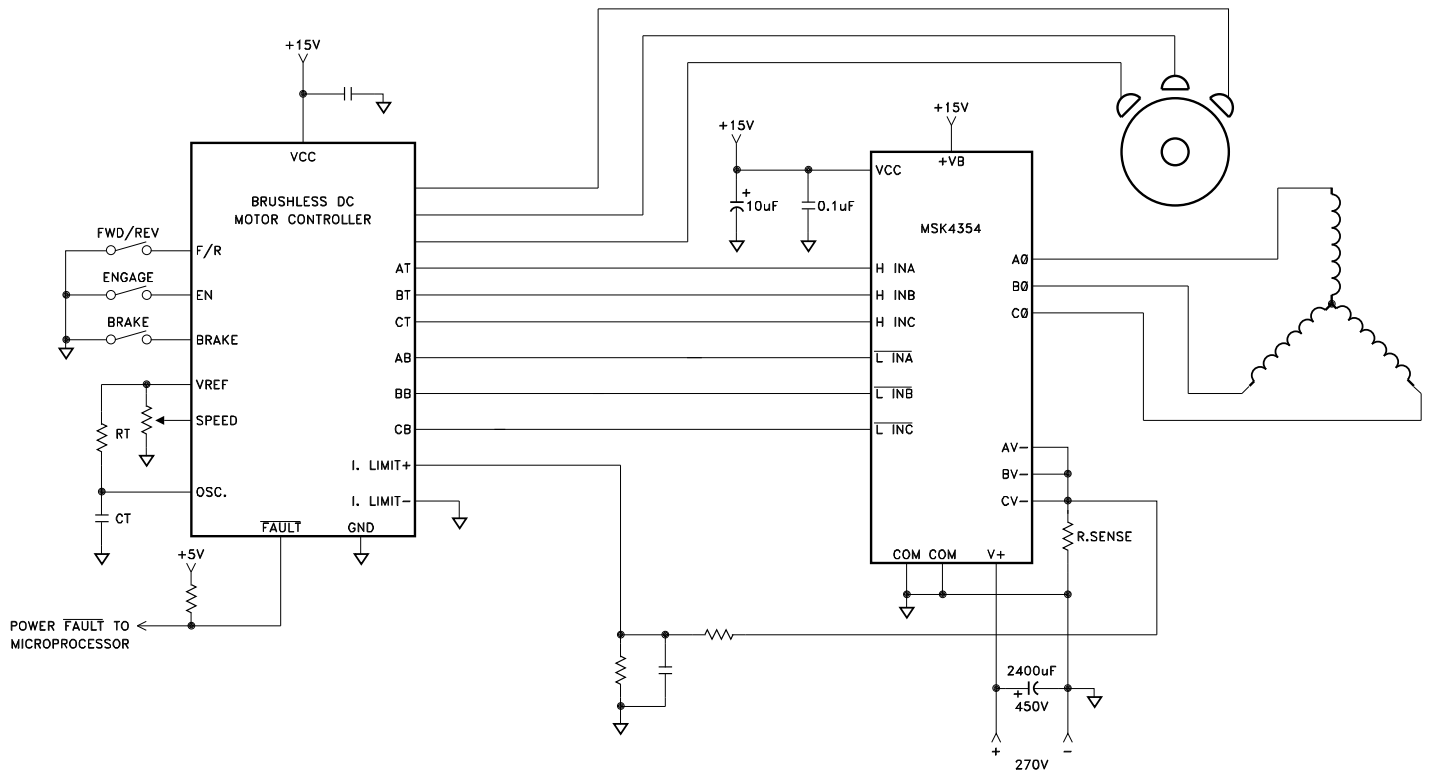 +15V
VCC
BRUSHLESS DC
MOTOR CONTROLLER
FWD/REV
F/R
ENGAGE
EN
BRAKE
BRAKE
VREF
SPEED
RT
OSC.
CT
FAULT
GND
+5V
POWER FAULT TO
MICROPROCESSOR
AT
BT
CT
AB
BB
CB
I. LIMIT+
I. LIMIT-
+15V
+
10uF
0.1uF
+15V
+VB
VCC
MSK4354
H INA
H INB
H INC
L INA
L INB
L INC
AØ
BØ
CØ
AV-
BV-
CV-
R.SENSE
COM COM V+
2400uF
+
450V
+ -
270V